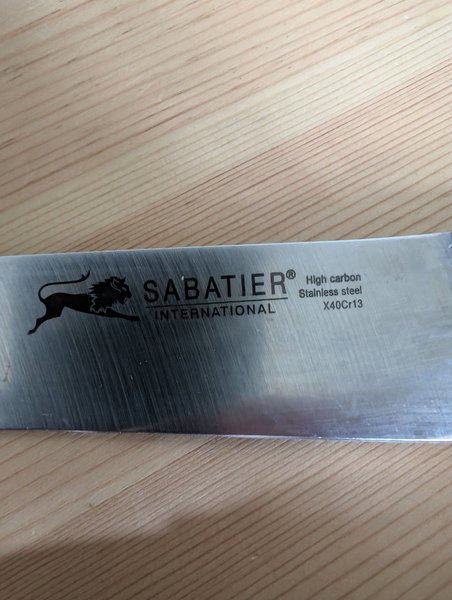 SABATIER®
INTERNATIONAL
High carbon
Stainless steel
X40Cr13